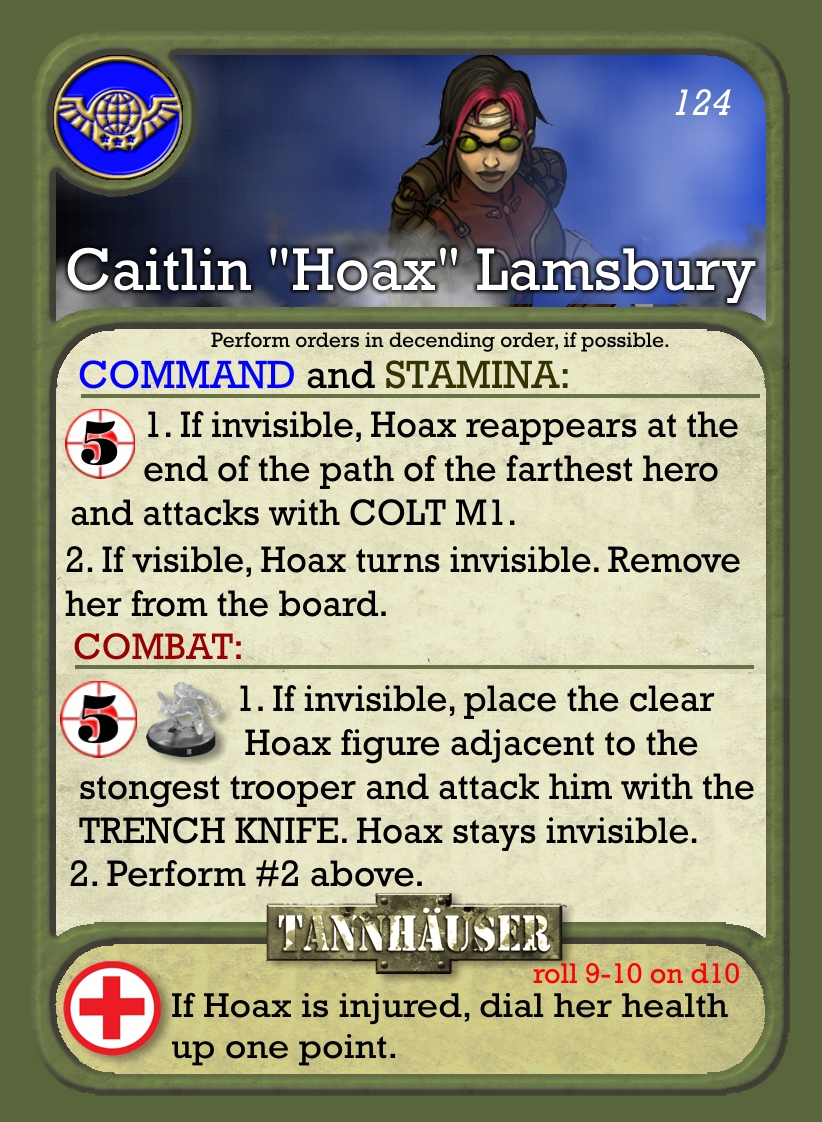 124
Caitlin "Hoax" Lamsbury
Perform orders in decending order, if possible.
COMMAND and STAMINA:
5
1. If invisible, Hoax reappears at the
end of the path of the farthest hero
and attacks with COLT M1.
2. If visible, Hoax turns invisible. Remove
her from the board.
COMBAT:
5
1. If invisible, place the clear
Hoax figure adjacent to the
stongest trooper and attack him with the
TRENCH KNIFE. Hoax stays invisible.
2. Perform #2 above.
TANNHÄUSER
roll 9-10 on d10
If Hoax is injured, dial her health
up one point.